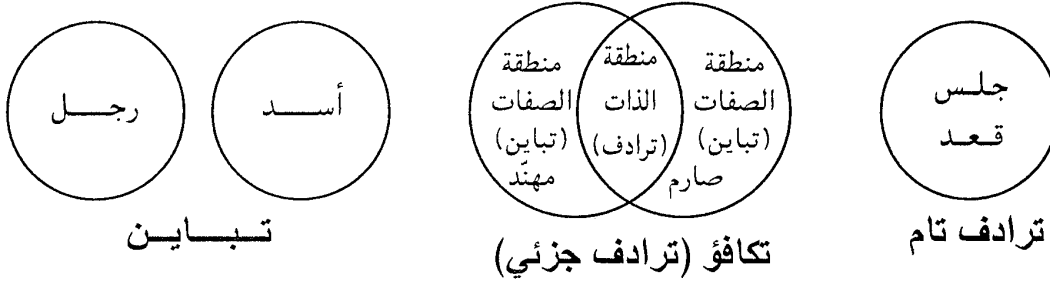 جلس
قعد
ترادف تام
منطقة
الصفات
(تباين)
صارم
منطقة
الذات
(ترادف)
منطقة
الصفات
(تباين)
مهنّد
تكافؤ (ترادف جزئي)
أسد
رجل
تباين